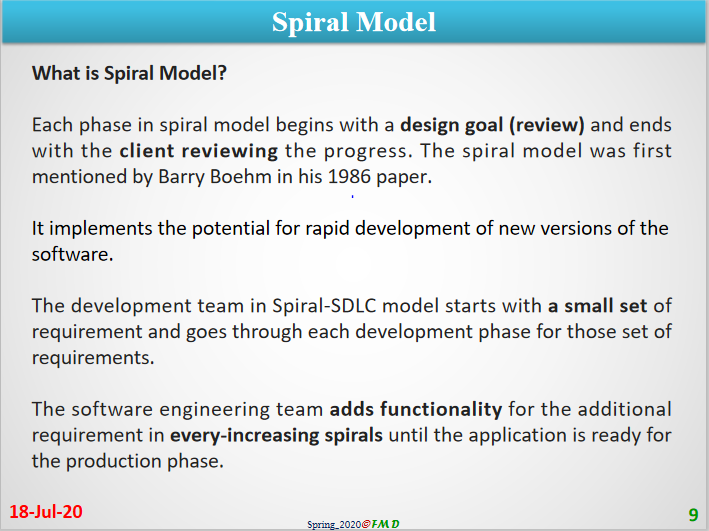 Spiral Model
What is Spiral Model?
Each phase in spiral model begins with a design goal (review) and ends
with the client reviewing the progress. The spiral model was first
mentioned by Barry Boehm in his 1986 paper.
It implements the potential for rapid development of new versions of the
software.
The development team in Spiral-SDLC model starts with a small set of
requirement and goes through each development phase for those set of
requirements.
The software engineering team adds functionality for the additional
requirement in every-increasing spirals until the application is ready for
the production phase.
18-Jul-20
Spring_2020@FMD
9